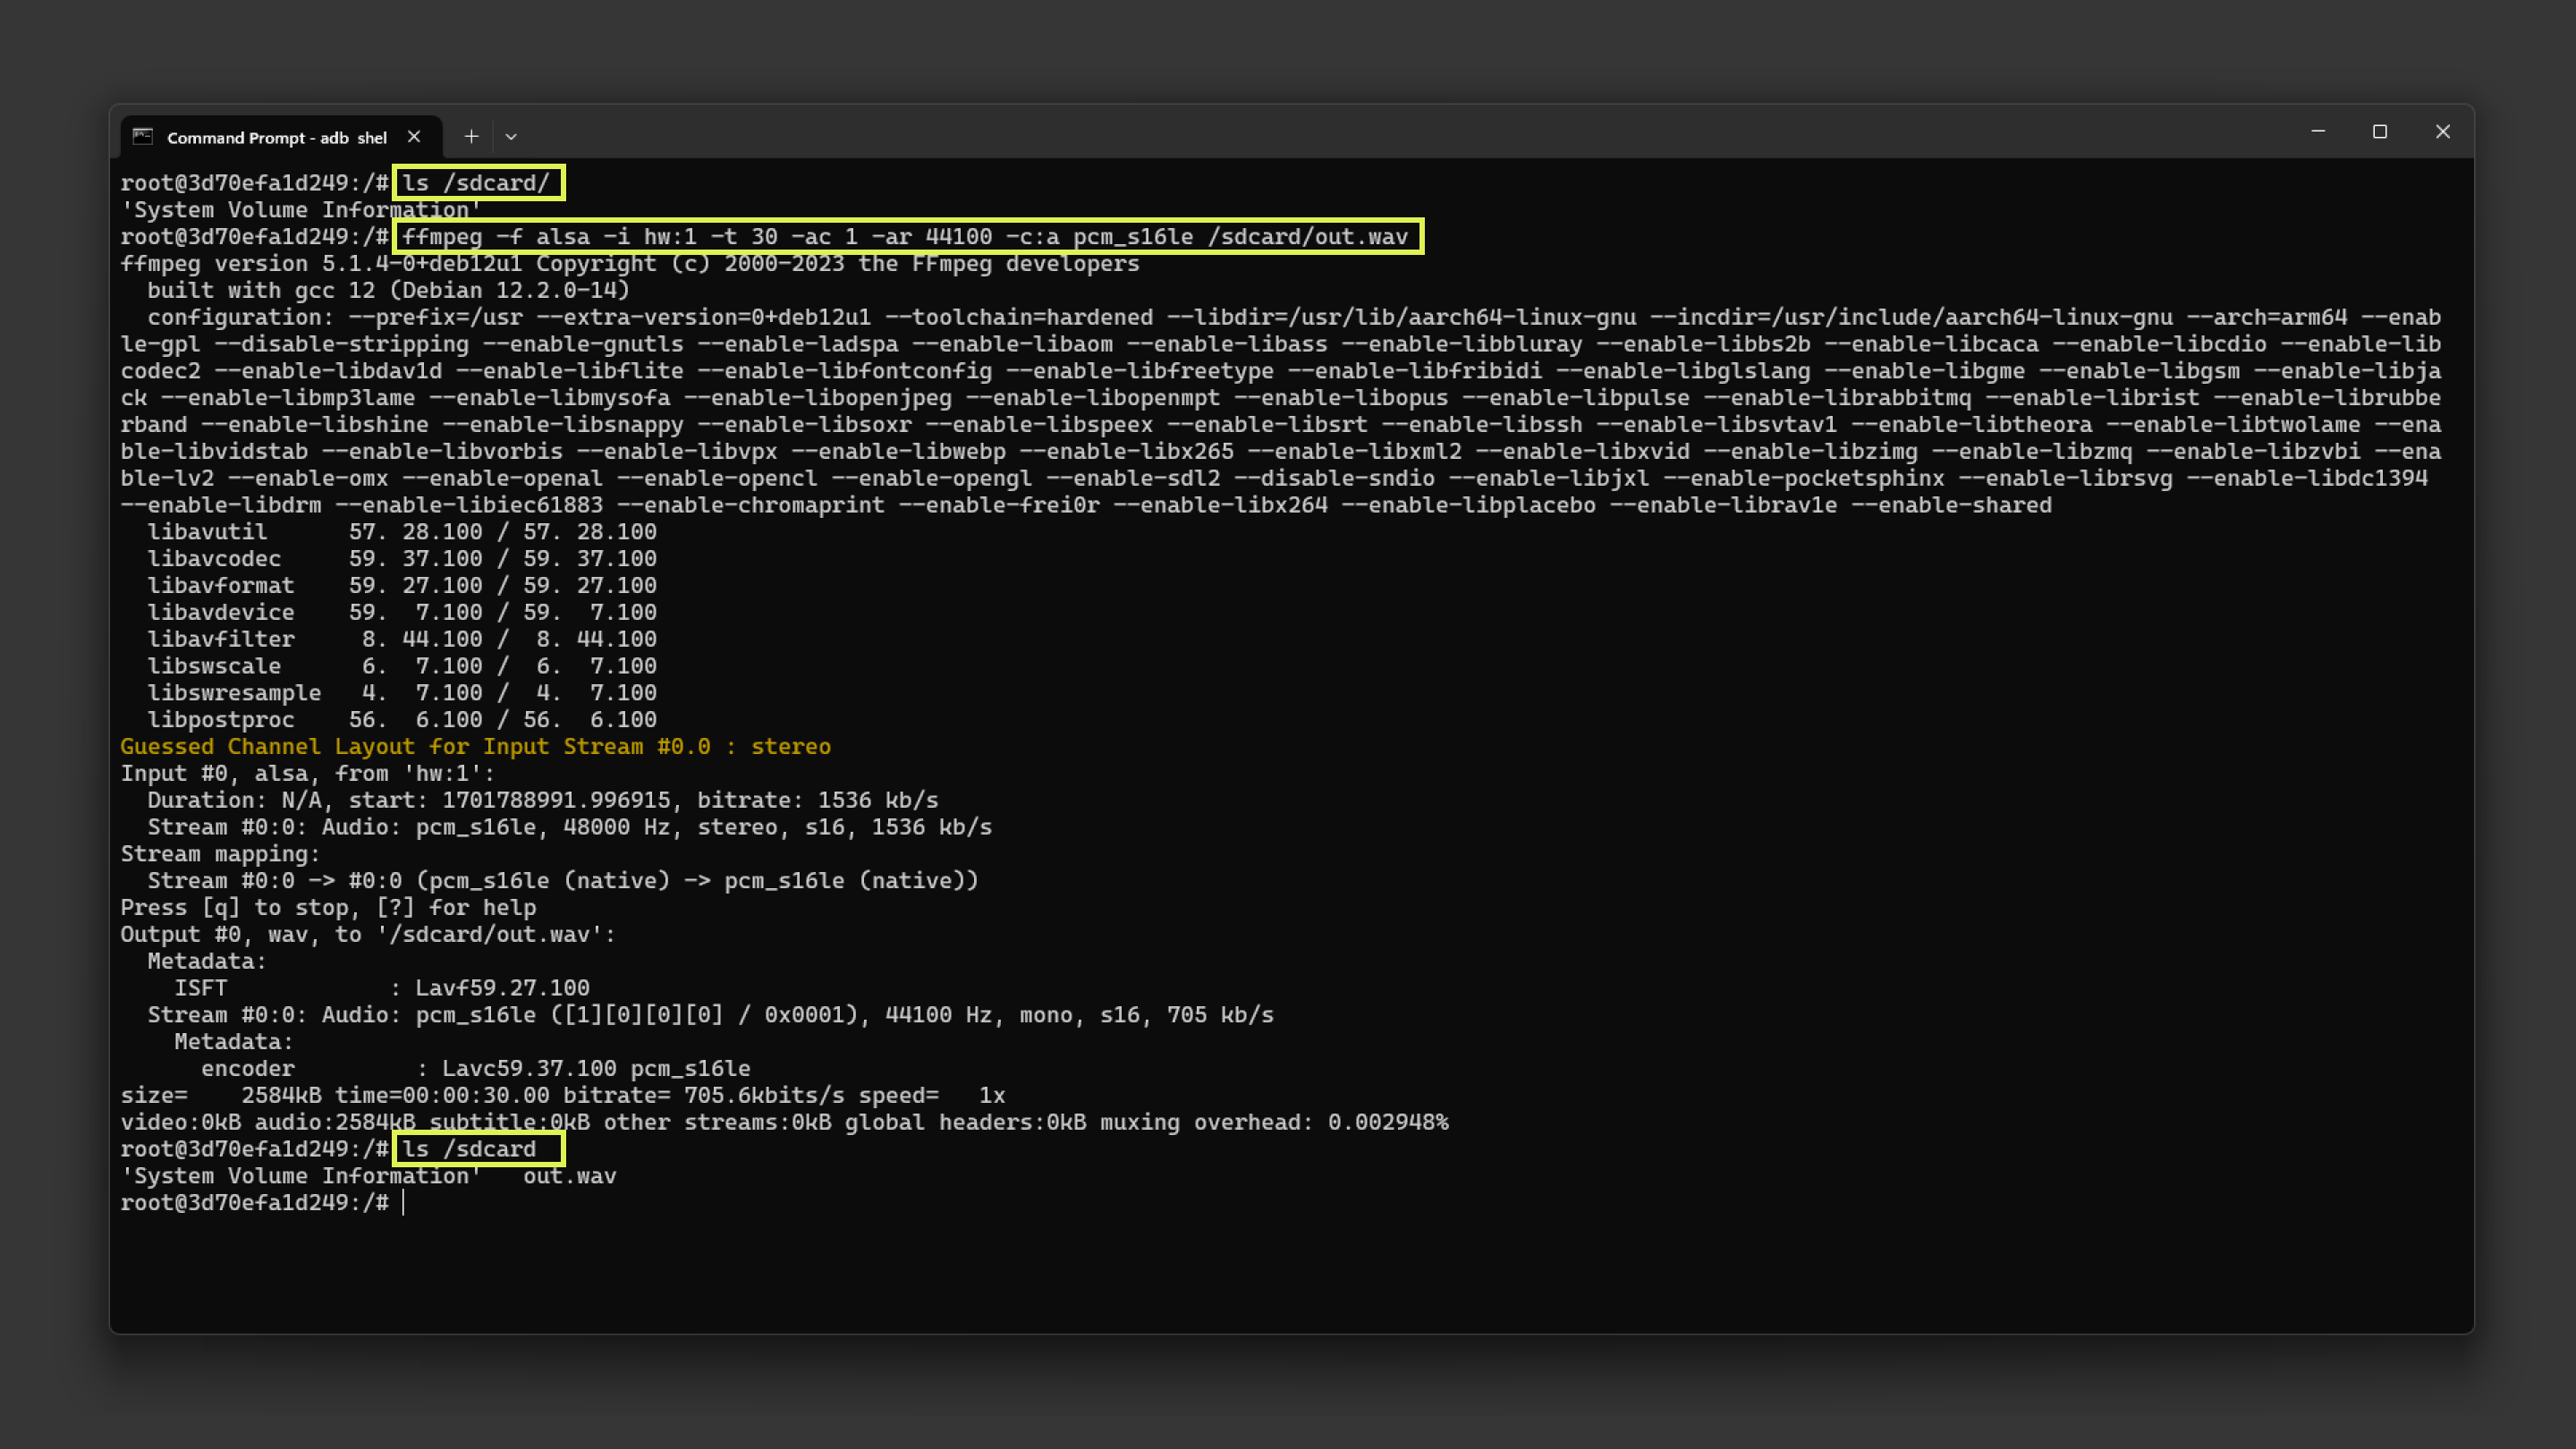 Command Prompt - adb  shel
root@3d70efa1d249:/# ls /sdcard/
'System Volume Information'
root@3d70efa1d249:/# ffmpeg -f alsa -i hw:1 -t 30 -ac 1 -ar 44100 -c:a pcm_s16le /sdcard/out.wav
ffmpeg version 5.1.4-0+deb12u1 Copyright (c) 2000-2023 the FFmpeg developers
  built with gcc 12 (Debian 12.2.0-14)
  configuration: --prefix=/usr --extra-version=0+deb12u1 --toolchain=hardened --libdir=/usr/lib/aarch64-linux-gnu --incdir=/usr/include/aarch64-linux-gnu --arch=arm64 --enab
le-gpl --disable-stripping --enable-gnutls --enable-ladspa --enable-libaom --enable-libass --enable-libbluray --enable-libbs2b --enable-libcaca --enable-libcdio --enable-lib
codec2 --enable-libdav1d --enable-libflite --enable-libfontconfig --enable-libfreetype --enable-libfribidi --enable-libglslang --enable-libgme --enable-libgsm --enable-libja
ck --enable-libmp3lame --enable-libmysofa --enable-libopenjpeg --enable-libopenmpt --enable-libopus --enable-libpulse --enable-librabbitmq --enable-librist --enable-librubbe
rband --enable-libshine --enable-libsnappy --enable-libsoxr --enable-libspeex --enable-libsrt --enable-libssh --enable-libsvtav1 --enable-libtheora --enable-libtwolame --ena
ble-libvidstab --enable-libvorbis --enable-libvpx --enable-libwebp --enable-libx265 --enable-libxml2 --enable-libxvid --enable-libzimg --enable-libzmq --enable-libzvbi --ena
ble-lv2 --enable-omx --enable-openal --enable-opencl --enable-opengl --enable-sdl2 --disable-sndio --enable-libjxl --enable-pocketsphinx --enable-librsvg --enable-libdc1394
--enable-libdrm --enable-libiec61883 --enable-chromaprint --enable-frei0r --enable-libx264 --enable-libplacebo --enable-librav1e --enable-shared
  libavutil      57. 28.100 / 57. 28.100
  libavcodec     59. 37.100 / 59. 37.100
  libavformat    59. 27.100 / 59. 27.100
  libavdevice    59.  7.100 / 59.  7.100
  libavfilter     8. 44.100 /  8. 44.100
  libswscale      6.  7.100 /  6.  7.100
  libswresample   4.  7.100 /  4.  7.100
  libpostproc    56.  6.100 / 56.  6.100
Guessed Channel Layout for Input Stream #0.0 : stereo
Input #0, alsa, from 'hw:1':
  Duration: N/A, start: 1701788991.996915, bitrate: 1536 kb/s
  Stream #0:0: Audio: pcm_s16le, 48000 Hz, stereo, s16, 1536 kb/s
Stream mapping:
  Stream #0:0 -> #0:0 (pcm_s16le (native) -> pcm_s16le (native))
Press [q] to stop, [?] for help
Output #0, wav, to '/sdcard/out.wav':
  Metadata:
    ISFT            : Lavf59.27.100
  Stream #0:0: Audio: pcm_s16le ([1][0][0][0] / 0x0001), 44100 Hz, mono, s16, 705 kb/s
    Metadata:
      encoder         : Lavc59.37.100 pcm_s16le
size=    2584kB time=00:00:30.00 bitrate= 705.6kbits/s speed=   1x
video:0kB audio:2584kB subtitle:0kB other streams:0kB global headers:0kB muxing overhead: 0.002948%
root@3d70efa1d249:/# ls /sdcard
'System Volume Information'   out.wav
root@3d70efa1d249:/#